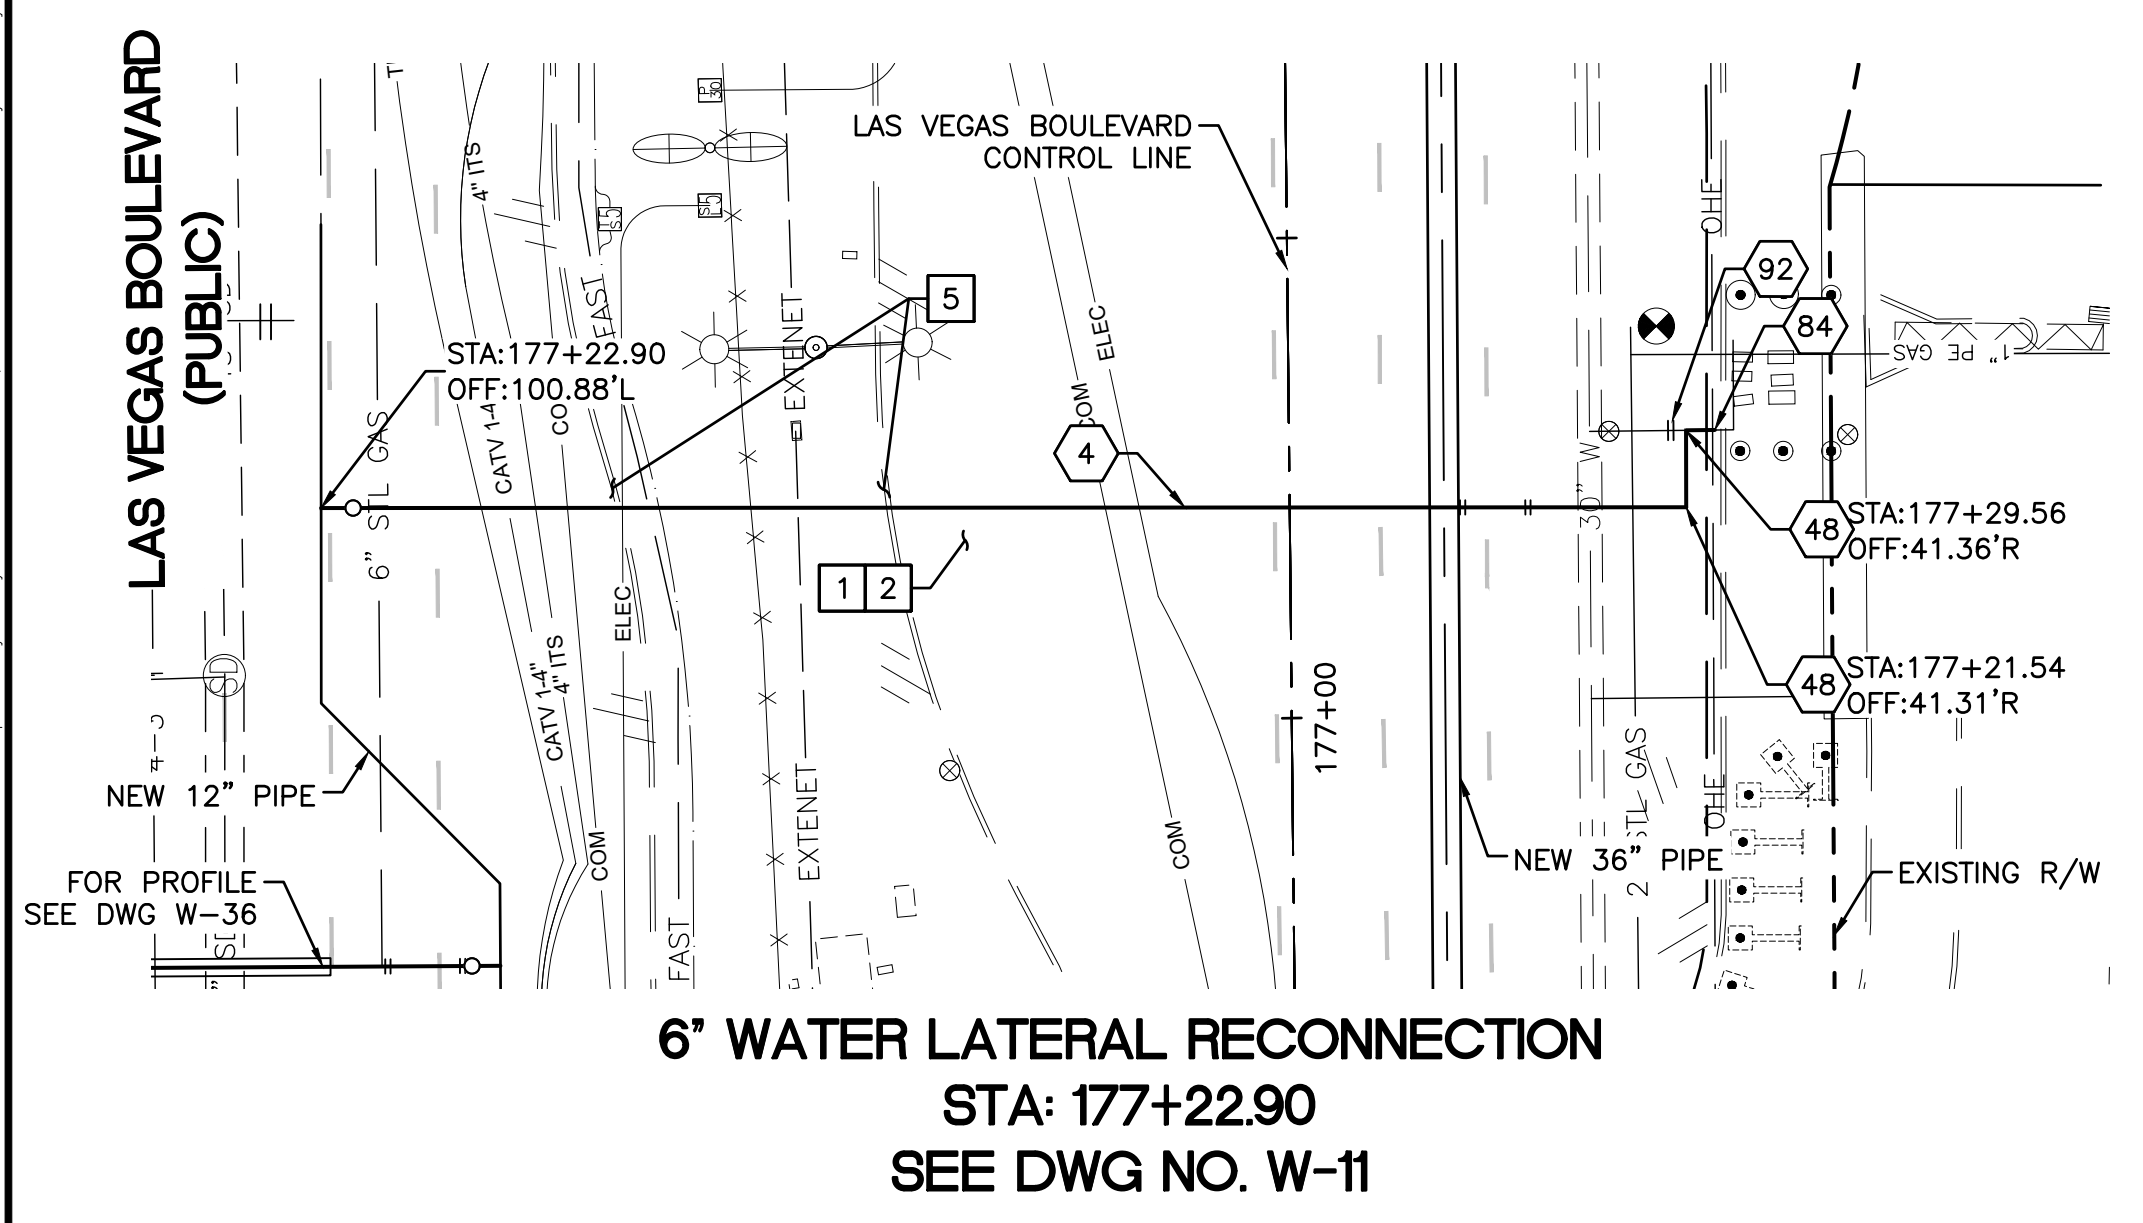 LAS VEGAS BOULEVARD
(PUBLIC)
4" ITS
P
30
LAS VEGAS BOULEVARD
CONTROL LINE
OHE
S5
T5
S5
FAST
EXTENET
5
92
84
ELEC
1" PE GAS
STA:177+22.90
OFF:100.88'L
6" STL GAS
CATV 1-4
CO
COM
4
30" W
48
STA:177+29.56
OFF:41.36'R
1 2
ELEC
CATV 1-4"
4" ITS
SD
48
STA:177+21.54
OFF:41.31'R
177+00
NEW 12" PIPE
EXTENET
COM
COM
2 STL GAS
OHE
NEW 36" PIPE
EXISTING R/W
FOR PROFILE
SEE DWG W-36
FAST
6" WATER LATERAL RECONNECTION
STA: 177+22.90
SEE DWG NO. W-11